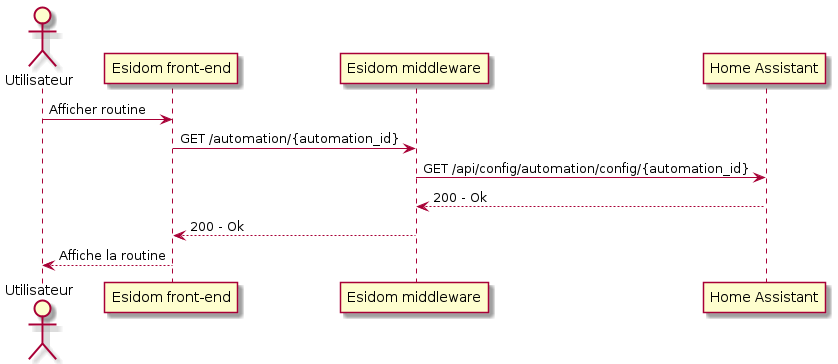 Utilisateur
Esidom front-end
Esidom middleware
Home Assistant
Afficher routine
GET /automation/{automation_id}
GET /api/config/automation/config/{automation_id}
200 - Ok
200 - Ok
Affiche la routine
Utilisateur
Esidom front-end
Esidom middleware
Home Assistant